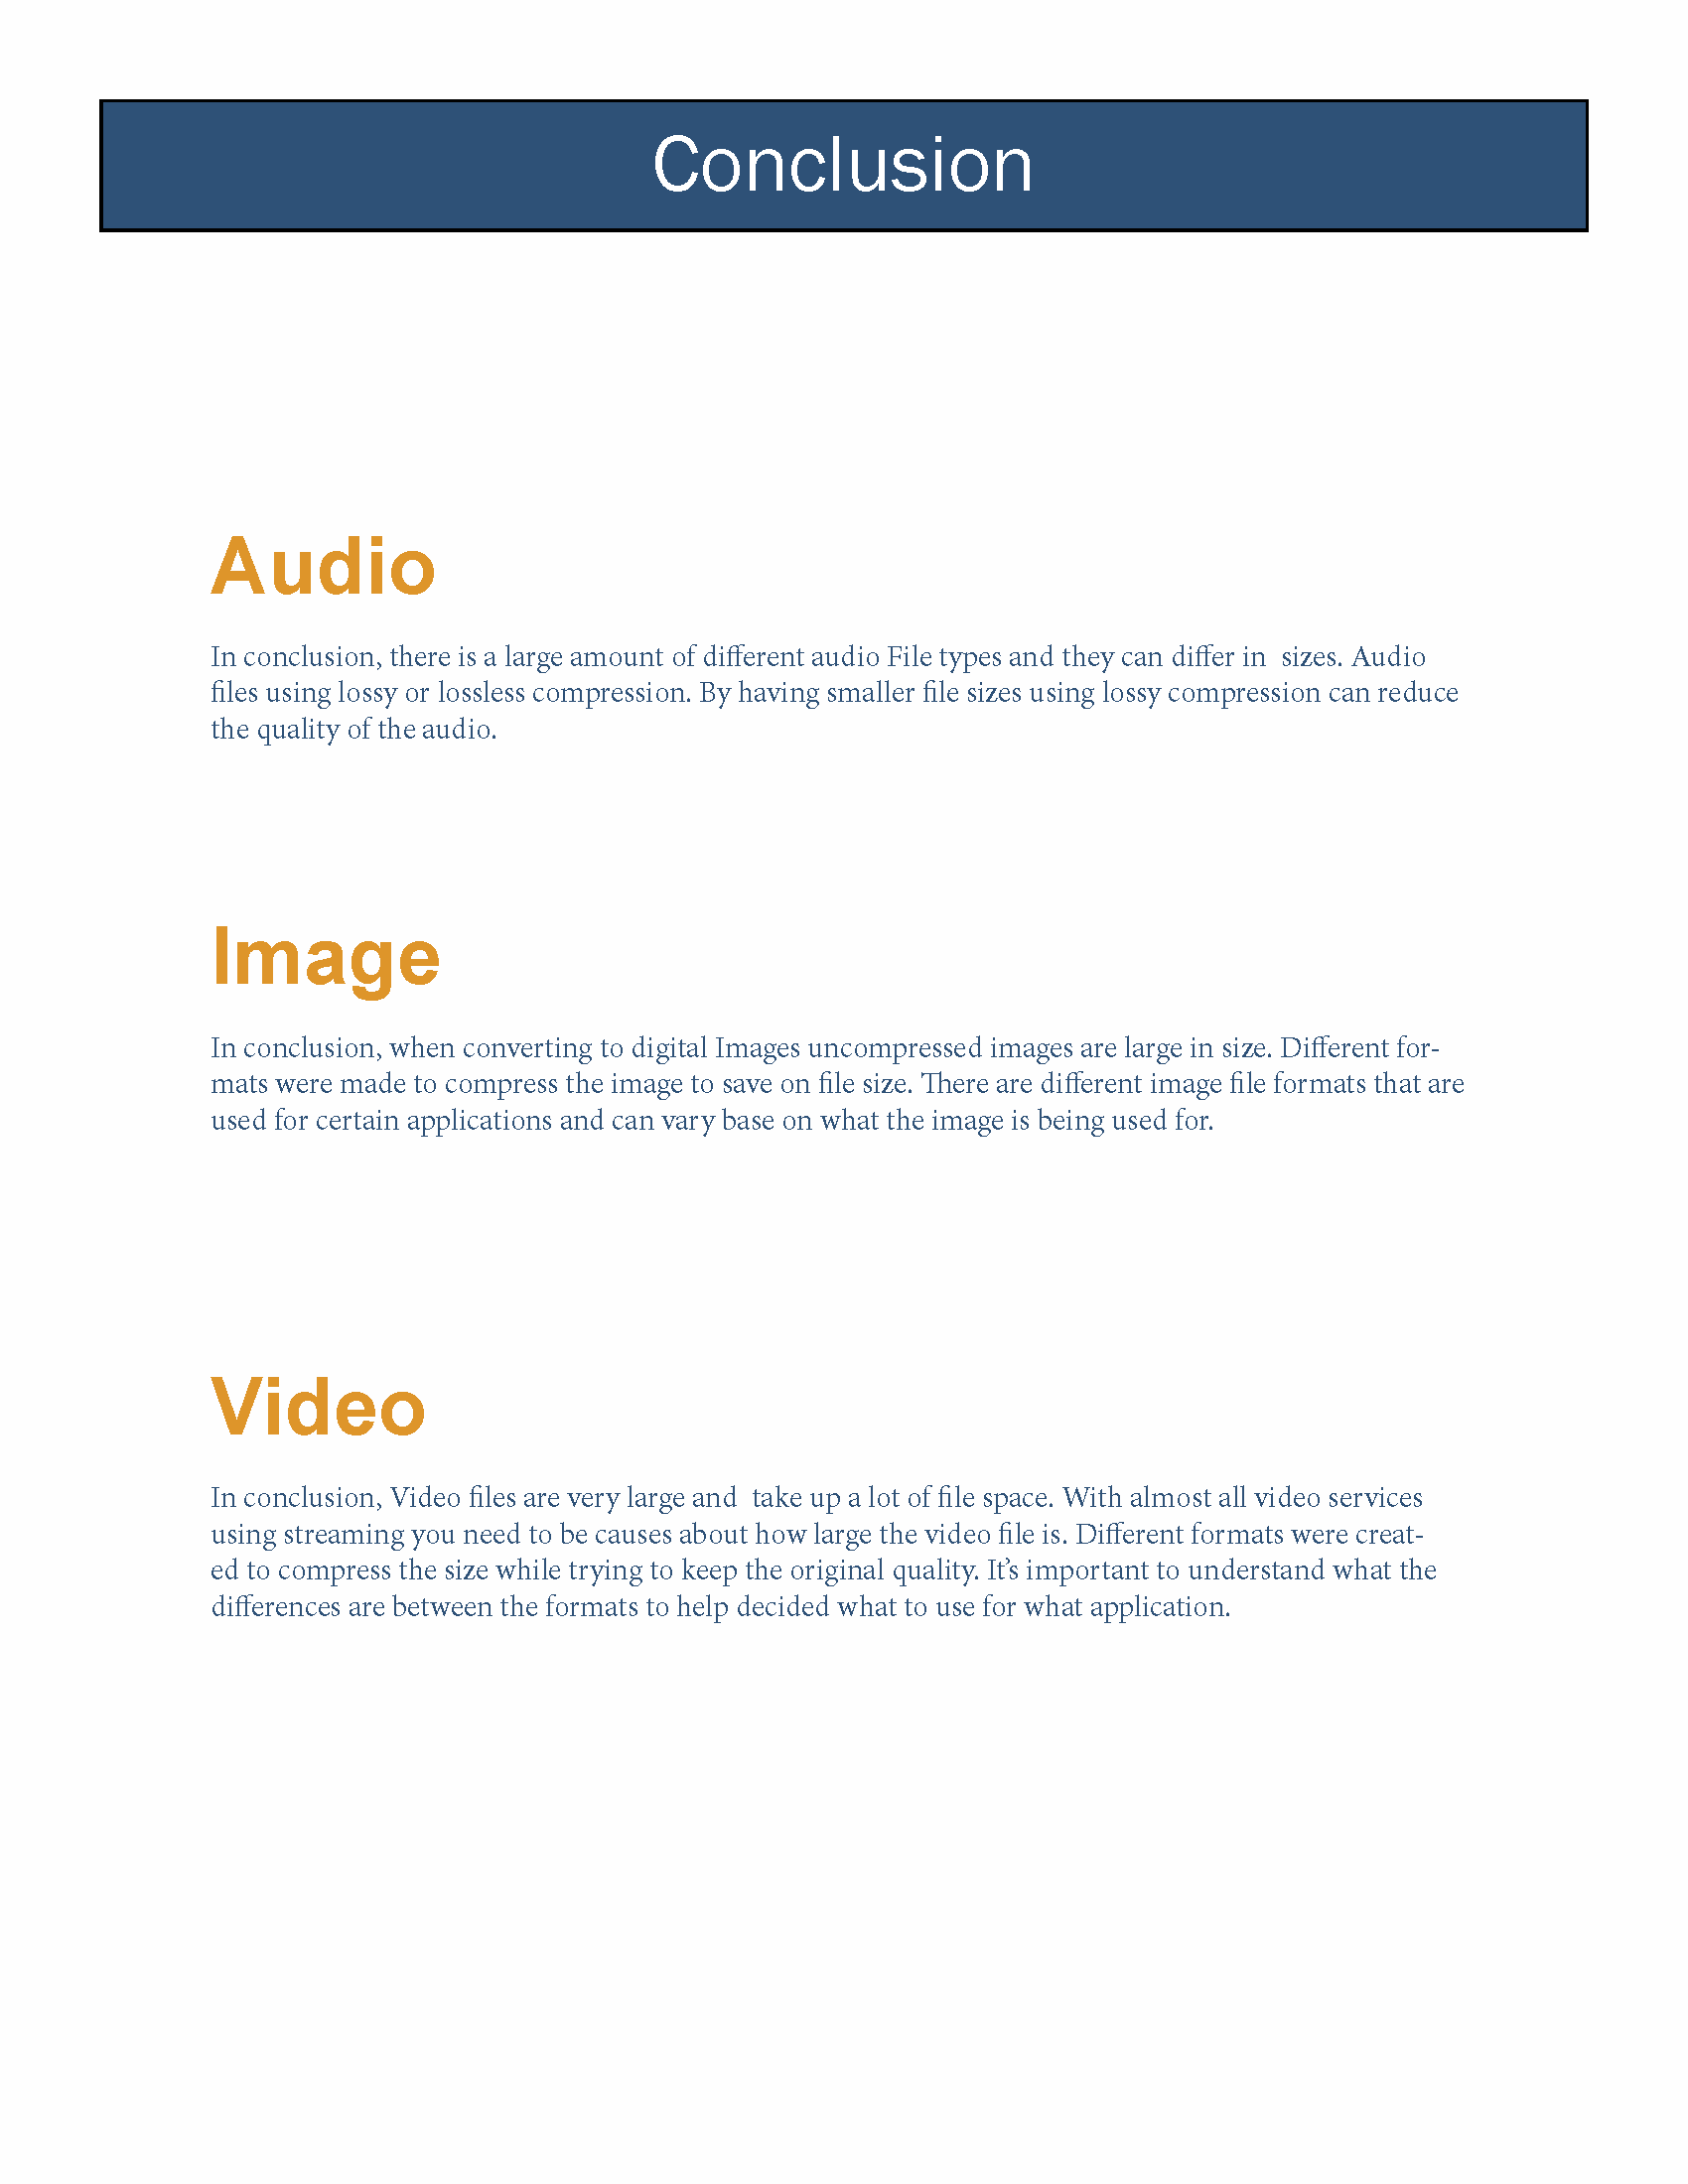 Conclusion
Audio
In conclusion, there is a large amount of different audio File types and they can differ in  sizes. Audio
files using lossy or lossless compression. By having smaller file sizes using lossy compression can reduce
the quality of the audio.
Image
In conclusion, when converting to digital Images uncompressed images are large in size. Different for-
mats were made to compress the image to save on file size. There are different image file formats that are
used for certain applications and can vary base on what the image is being used for.
Video
In conclusion, Video files are very large and  take up a lot of file space. With almost all video services
using streaming you need to be causes about how large the video file is. Different formats were creat-
ed to compress the size while trying to keep the original quality. It’s important to understand what the
differences are between the formats to help decided what to use for what application.